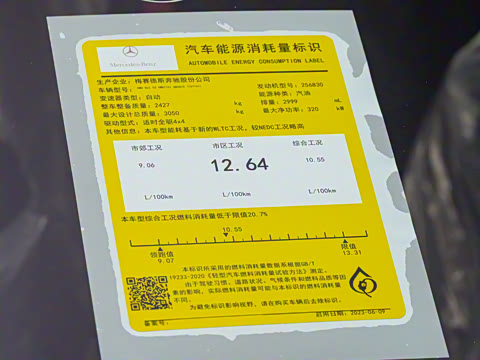 Mercedes-Benz
汽车能源消耗量标识
AUTOMOBILE ENERGY CONSUMPTION LABEL
生产企业：梅赛德斯奔驰股份公司
车辆型号：
发动机型号：256830
变速器类型：自动
能源种类：汽油
整车整备质量：2427 kg
排量：2999 mL
最大设计总质量：3050 kg
最大净功率：320 kW
驱动型式：适时全驱4x4
其他信息：本车型能耗基于新的WLTC工况，较NEDC工况略高
市郊工况 市区工况 综合工况
9.06 12.64 10.55
L/100km L/100km L/100km
本车型综合工况燃料消耗量低于限值20.7%
10.55
领跑值 限值
9.07 13.31
本标识所采用的燃料消耗量数据系根据GB/T
19233-2020《轻型汽车燃料消耗量试验方法》测定。
由于驾驶习惯、道路状况、气候条件和燃料品质等因
素的影响，实际燃料消耗量可能与本标识的燃料消耗量
不同。
为避免标识影响视野，请在购买车辆后去除标识。
备案号：
启用日期：2023-06-09